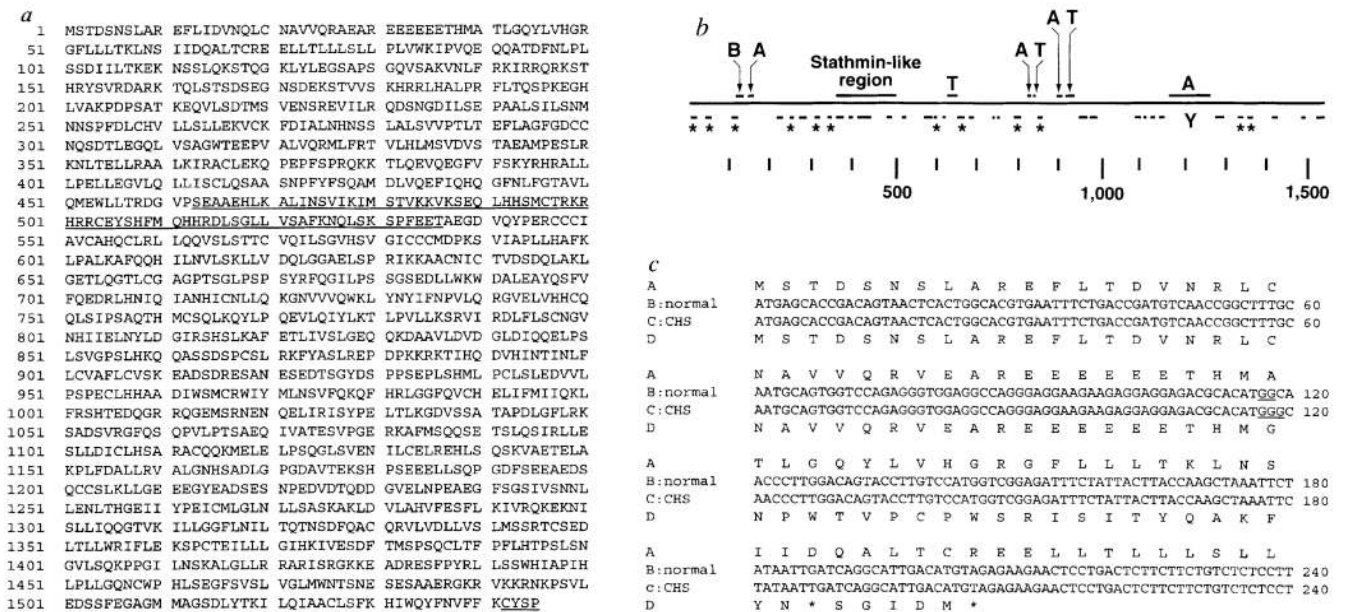 a
1 MSTDSNSLAR EFLIDVNQLC NAVVQRAEAR EEEEEETHMA TLGQYLVHGR
51 GFLLLTKLNS IIDQALTCRE ELLTLLLSLL PLVWKIPVQE QQATDFNLPL
101 SSDIILTKEK NSSLQKSTQG KLYLEGSAPS GQVSAKVNLF RKIRRQRKST
151 HRYSVRDARK TQLSTSDSEG NSDEKSTVVS KHRRLHALPR FLTQSPKEGH
201 LVAKPDPSAT KEQVLSDTMS VENSREVILR QDSNGDILSE PAALSILSNM
251 NNSPFDLCHV LLSLLEKVCK FDIALNHNSS LALSVVPTLT EFLAGFGDCC
301 NQSDTLEGQL VSAGWTEEPV ALVQRMLFRT VLHLMSVDVS TAEAMPESLR
351 KNLTELLRAA LKIRACLEKQ PEPFSPRQKK TLQEVQEGFV FSKYRHRALL
401 LPELLEGVLQ LLISCLQSAA SNPFYFSQAM DLVQEFIQHQ GFNLFGTAVL
451 QMEWLLTRDG VPSEAAEHLK ALINSVIKIM STVKKVKSEQ LHHSMCTRKR
501 HRRCEYSHFM QHHRDLSGLL VSAFKNQLSK SPFEETAEGD VQYPERCCCI
551 AVCAHQCLRL LQQVSLSTTC VQILSGVHSV GICCCMDPKS VIAPLLHAFK
601 LPALKAFQQH ILNVLSKLLV DQLGGAELSP RIKKAACNIC TVDSDQLAKL
651 GETLQGTLCG AGPTSGLPSP SYRFQGILPS SGSEDLLWKW DALEAYQSFV
701 FQEDRLHNIQ IANHICNLLQ KGNVVVQWKL YNYIFNPVLQ RGVELVHHCQ
751 QLSIPSAQTH MCSQLKQYLP QEVLQIYLKT LPVLLKSRVI RDLFLSCNGV
801 NHIIELNYLD GIRSHSLKAF ETLIVSLGEQ QKDAAVLDVD GLDIQQELPS
851 LSVGPSLHKQ QASSDSPCSL RKFYASLREP DPKKRKTIHQ DVHINTINLF
901 LCVAFLCVSK EADSDRESAN ESEDTSGYDS PPSEPLSHML PCLSLEDVVL
951 PSPECLHHAA DIWSMCRWIY MLNSVFQKQF HRLGGFQVCH ELIFMIIQKL
1001 FRSHTEDQGR RQGEMSRNEN QELIRISYPE LTLKGDVSSA TAPDLGFLRK
1051 SADSVRGFQS QPVLPTSAEQ IVATESVPGE RKAFMSQQSE TSLQSIRLLE
1101 SLLDICLHSA RACQQKMELE LPSQGLSVEN ILCELREHLS QSKVAETELA
1151 KPLFDALLRV ALGNHSADLG PGDAVTEKSH PSEEELLSQP GDFSEEAEDS
1201 QCCSLKLLGE EEGYEADSES NPEDVDTQDD GVELNPEAEG FSGSIVSNNL
1251 LENLTHGEII YPEICMLGLN LLSASKAKLD VLAHVFESFL KIVRQKEKNI
1301 SLLIQQGTVK ILLGGFLNIL TQTNSDFQAC QRVLVDLLVS LMSSRTCSED
1351 LTLLWRIFLE KSPCTEILLL GIHKIVESDF TMSPSQCLTF PFLHTPSLSN
1401 GVLSQKPPGI LNSKALGLLR RARISRGKKE ADRESFPYRL LSSWHIAPIH
1451 LPLLGQNCWP HLSEGFSVSL VGLMWNTSNE SESAAERGKR VKKRNKPSVL
1501 EDSSFEGAGM MAGSDLYTKI LQIAACLSFK HIWQYFNVFF KCYSP
b
B A Stathmin-like region T A T A T A
Y
* * * * * * * * * * * *
500 1,000 1,500
c
A M S T D S N S L A R E F L T D V N R L C
B:normal ATGAGCACCGACAGTAACTCACTGGCACGTGAATTTCTGACCGATGTCAACCGGCTTTGC 60
C:CHS ATGAGCACCGACAGTAACTCACTGGCACGTGAATTTCTGACCGATGTCAACCGGCTTTGC 60
D M S T D S N S L A R E F L T D V N R L C
A N A V V Q R V E A R E E E E E E T H M A
B:normal AATGCAGTGGTCCAGAGGGTGGAGGCCAGGGAGGAAGAAGAGGAGGAGACGCACATGGCA 120
C:CHS AATGCAGTGGTCCAGAGGGTGGAGGCCAGGGAGGAAGAAGAGGAGGAGACGCACATGGGCA 120
D N A V V Q R V E A R E E E E E E T H M G
A T L G Q Y L V H G R G F L L L T K L N S
B:normal ACCCTTGGACAGTACCTTGTCCATGGTCGGAGATTTCTATTACTTACCAAGCTAAATTCT 180
C:CHS AACCCTTGGACAGTACCTTGTCCATGGTCGGAGATTTCTATTACTTACCAAGCTAAATTC 180
D N P W T V P C P W S R I S I T Y Q A K F
A I I D Q A L T C R E E L L T L L L S L L
B:normal ATAATTGATCAGGCATTGACATGTAGAGAAGAACTCCTGACTCTTCTTCTGTCTCTCCTT 240
c:CHS TATAATTGATCAGGCATTGACATGTAGAGAAGAACTCCTGACTCTTCTTCTGTCTCTCCTT 240
D Y N * S G I D M *